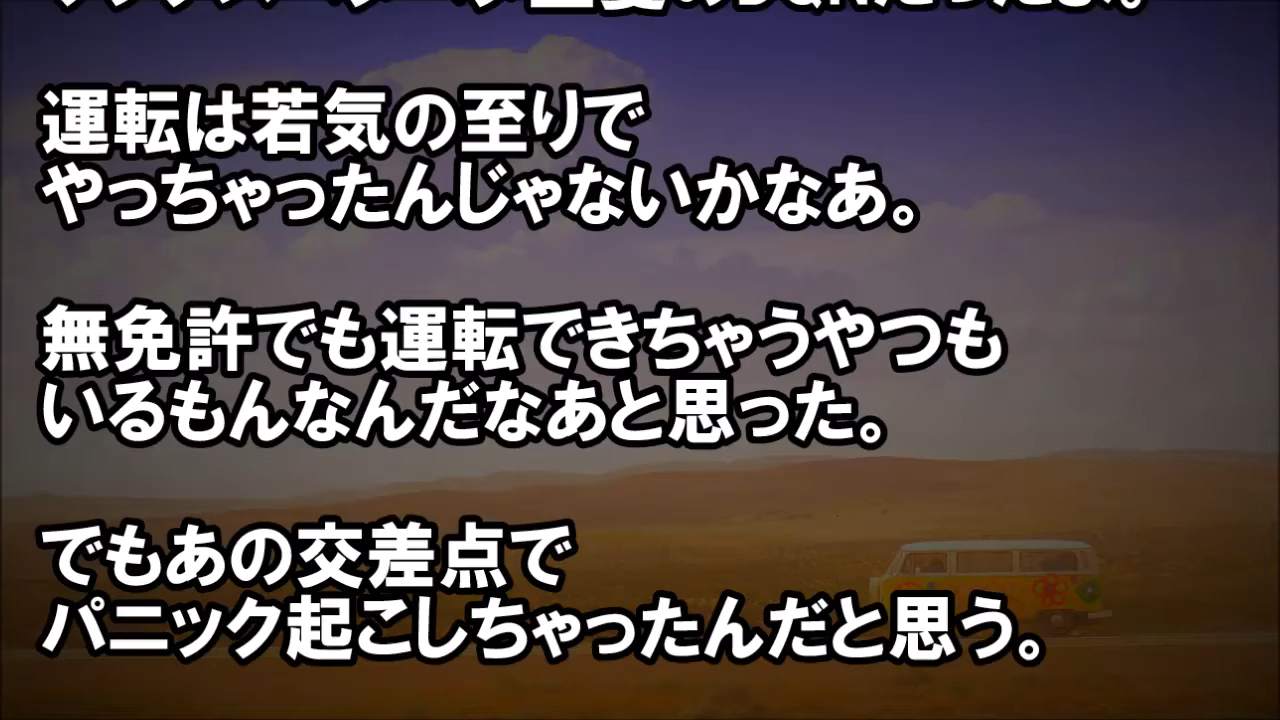 運転は若気の至りで
やっちゃったんじゃないかなあ。
無免許でも運転できちゃうやつも
いるもんなんだなあと思った。
でもあの交差点で
パニック起こしちゃったんだと思う。